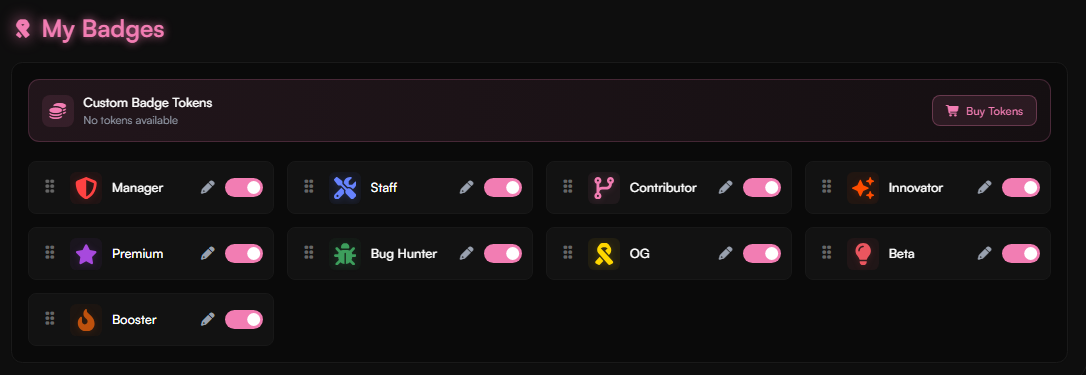 My Badges
Custom Badge Tokens
No tokens available
Buy Tokens
Manager
Staff
Contributor
Innovator
Premium
Bug Hunter
OG
Beta
Booster